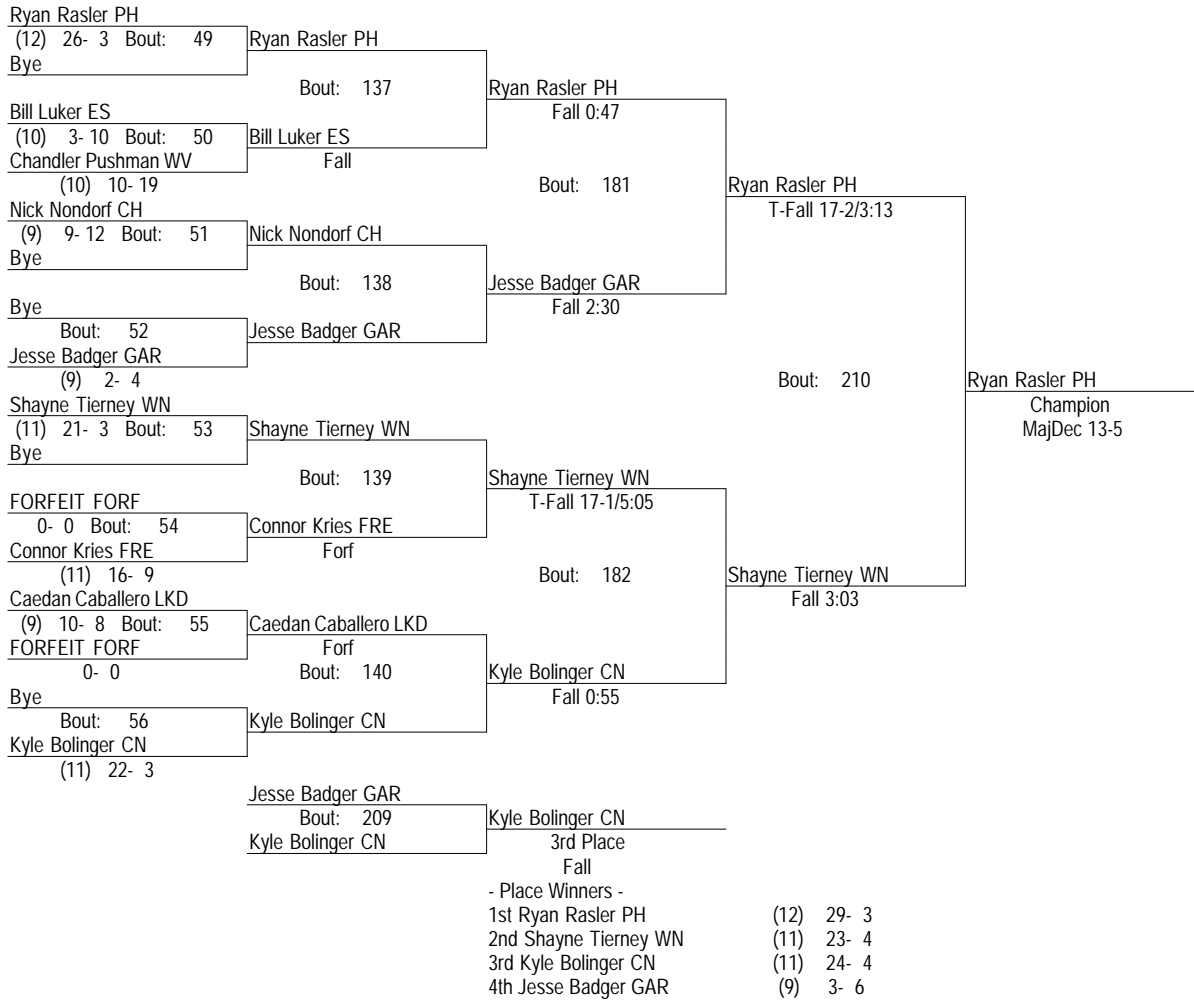 Ryan Rasler PH
(12) 26- 3 Bout: 49 Ryan Rasler PH
Bye
Bout: 137 Ryan Rasler PH
Bill Luker ES Fall 0:47
(10) 3- 10 Bout: 50 Bill Luker ES
Chandler Pushman WV Fall
(10) 10- 19 Bout: 181 Ryan Rasler PH
Nick Nondorf CH T-Fall 17-2/3:13
(9) 9- 12 Bout: 51 Nick Nondorf CH
Bye
Bout: 138 Jesse Badger GAR
Bye Fall 2:30
Bout: 52 Jesse Badger GAR
Jesse Badger GAR
(9) 2- 4 Bout: 210 Ryan Rasler PH
Shayne Tierney WN Champion
(11) 21- 3 Bout: 53 Shayne Tierney WN MajDec 13-5
Bye
Bout: 139 Shayne Tierney WN
FORFEIT FORF T-Fall 17-1/5:05
0- 0 Bout: 54 Connor Kries FRE
Connor Kries FRE Forf
(11) 16- 9 Bout: 182 Shayne Tierney WN
Caedan Caballero LKD Fall 3:03
(9) 10- 8 Bout: 55 Caedan Caballero LKD
FORFEIT FORF Forf
0- 0 Bout: 140 Kyle Bolinger CN
Bye Fall 0:55
Bout: 56 Kyle Bolinger CN
Kyle Bolinger CN
(11) 22- 3
Jesse Badger GAR
Bout: 209 Kyle Bolinger CN
Kyle Bolinger CN 3rd Place
Fall
- Place Winners -
1st Ryan Rasler PH (12) 29- 3
2nd Shayne Tierney WN (11) 23- 4
3rd Kyle Bolinger CN (11) 24- 4
4th Jesse Badger GAR (9) 3- 6